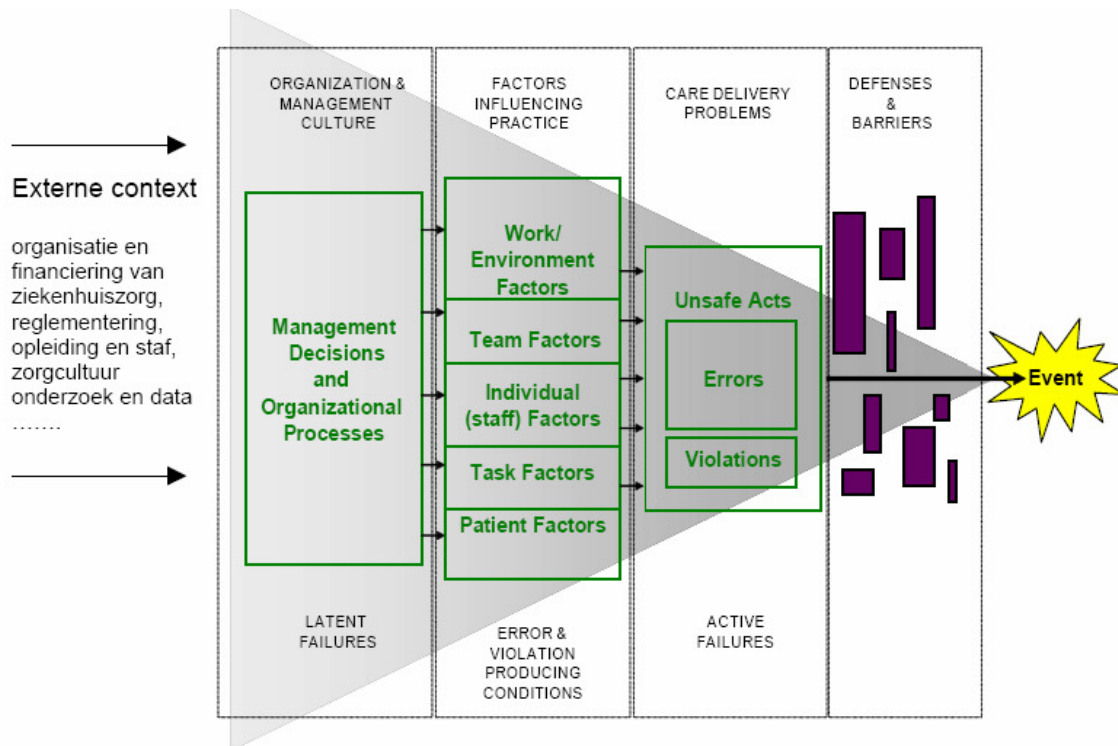 Externe context
organisatie en
financiering van
ziekenhuiszorg,
reglementering,
opleiding en staf,
zorgcultuur
onderzoek en data
.......
ORGANIZATION &
MANAGEMENT
CULTURE
Management
Decisions
and
Organizational
Processes
LATENT
FAILURES
FACTORS
INFLUENCING
PRACTICE
Work/
Environment
Factors
Team Factors
Individual
(staff) Factors
Task Factors
Patient Factors
ERROR &
VIOLATION
PRODUCING
CONDITIONS
CARE DELIVERY
PROBLEMS
Unsafe Acts
Errors
Violations
ACTIVE
FAILURES
DEFENSES
&
BARRIERS
Event